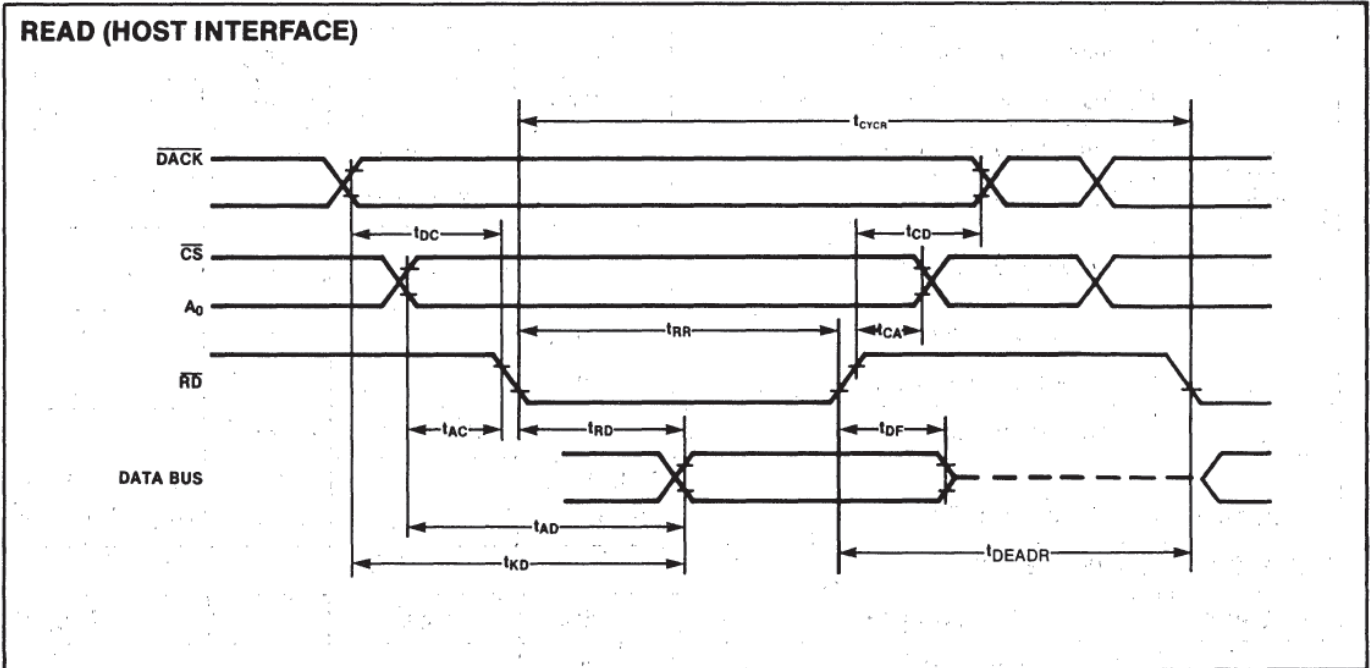 READ (HOST INTERFACE)
tCYCR
DACK
tDC
tCD
CS
A0
tRR
tCA
RD
tAC
tRD
tDF
DATA BUS
tAD
tKD
tDEADR